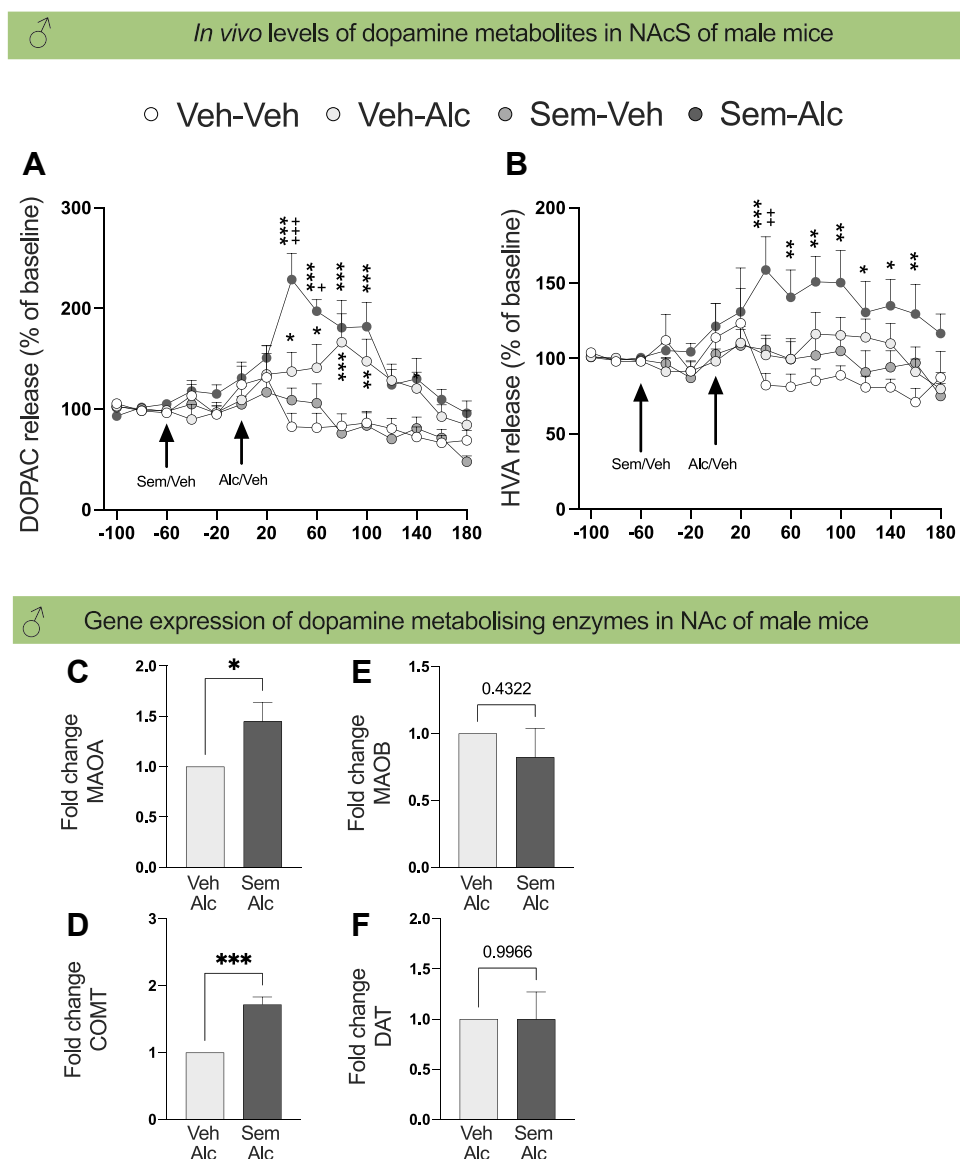 ♂ In vivo levels of dopamine metabolites in NAcS of male mice
Veh-Veh Veh-Alc Sem-Veh Sem-Alc
A
DOPAC release (% of baseline)
300
200
100
0
***
+++
***
+
***
***
*
*
***
**
Sem/Veh
Alc/Veh
-100 -60 -20 20 60 100 140 180
B
HVA release (% of baseline)
200
150
100
50
0
***
++
**
**
**
*
*
**
Sem/Veh
Alc/Veh
-100 -60 -20 20 60 100 140 180
♂ Gene expression of dopamine metabolising enzymes in NAc of male mice
C
Fold change
MAOA
2.0
1.5
1.0
0.5
0.0
*
Veh Sem
Alc Alc
E
Fold change
MAOB
1.5
1.0
0.5
0.0
0.4322
Veh Sem
Alc Alc
D
Fold change
COMT
3
2
1
0
***
Veh Sem
Alc Alc
F
Fold change
DAT
2.0
1.5
1.0
0.5
0.0
0.9966
Veh Sem
Alc Alc